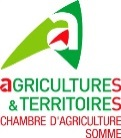 aGRICULTURES
& TERRITOIRES
CHAMBRE D'AGRICULTURE
SOMME